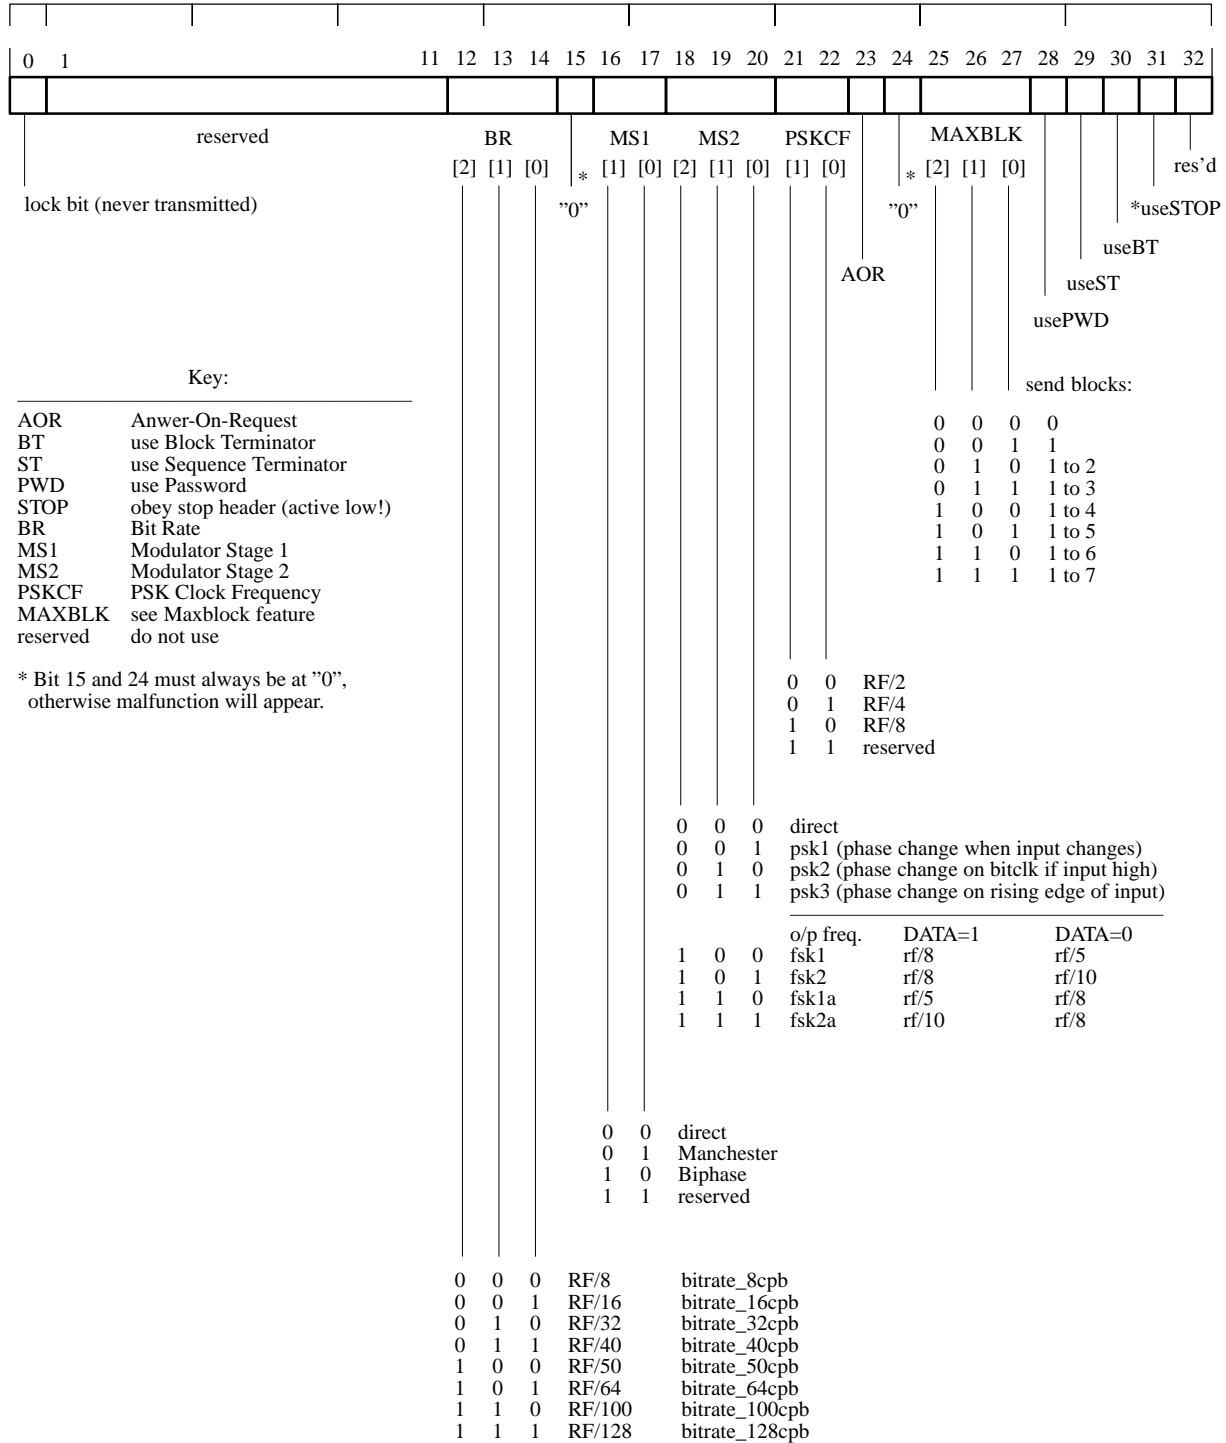 0 1 11 12 13 14 15 16 17 18 19 20 21 22 23 24 25 26 27 28 29 30 31 32
reserved BR MS1 MS2 PSKCF MAXBLK
[2] [1] [0] * [1] [0] [2] [1] [0] [1] [0] * [2] [1] [0] res’d
lock bit (never transmitted) ”0” ”0” *useSTOP
useBT
AOR useST
usePWD
Key:
AOR Anwer-On-Request
BT use Block Terminator
ST use Sequence Terminator
PWD use Password
STOP obey stop header (active low!)
BR Bit Rate
MS1 Modulator Stage 1
MS2 Modulator Stage 2
PSKCF PSK Clock Frequency
MAXBLK see Maxblock feature
reserved do not use
* Bit 15 and 24 must always be at ”0”,
otherwise malfunction will appear.
send blocks:
0 0 0 0
0 0 1 1
0 1 0 1 to 2
0 1 1 1 to 3
1 0 0 1 to 4
1 0 1 1 to 5
1 1 0 1 to 6
1 1 1 1 to 7
0 0 RF/2
0 1 RF/4
1 0 RF/8
1 1 reserved
0 0 0 direct
0 0 1 psk1 (phase change when input changes)
0 1 0 psk2 (phase change on bitclk if input high)
0 1 1 psk3 (phase change on rising edge of input)
o/p freq. DATA=1 DATA=0
1 0 0 fsk1 rf/8 rf/5
1 0 1 fsk2 rf/8 rf/10
1 1 0 fsk1a rf/5 rf/8
1 1 1 fsk2a rf/10 rf/8
0 0 direct
0 1 Manchester
1 0 Biphase
1 1 reserved
0 0 0 RF/8 bitrate_8cpb
0 0 1 RF/16 bitrate_16cpb
0 1 0 RF/32 bitrate_32cpb
0 1 1 RF/40 bitrate_40cpb
1 0 0 RF/50 bitrate_50cpb
1 0 1 RF/64 bitrate_64cpb
1 1 0 RF/100 bitrate_100cpb
1 1 1 RF/128 bitrate_128cpb